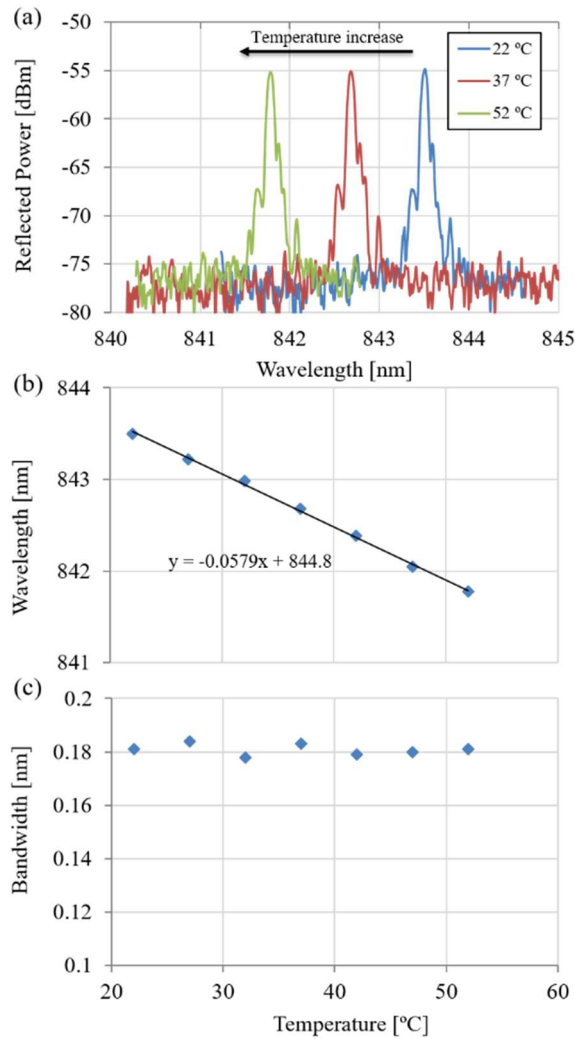 (a)
-50
-55
-60
-65
-70
-75
-80
Reflected Power [dBm]
Temperature increase
22 ºC
37 ºC
52 ºC
840 841 842 843 844 845
Wavelength [nm]
(b)
844
843
842
841
Wavelength [nm]
y = -0.0579x + 844.8
(c)
0.2
0.18
0.16
0.14
0.12
0.1
Bandwidth [nm]
20 30 40 50 60
Temperature [ºC]